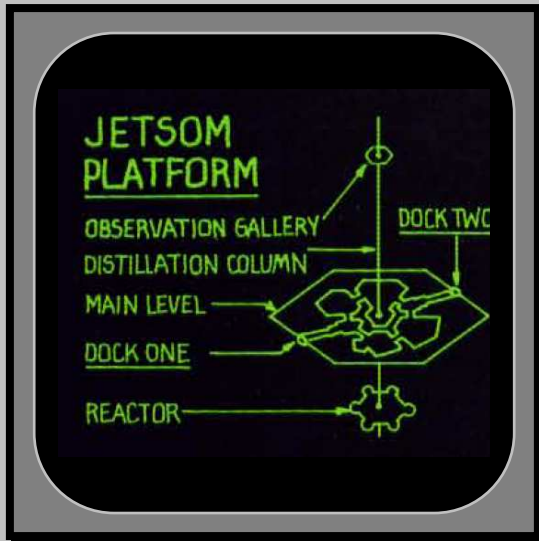 JETSOM
PLATFORM
OBSERVATION GALLERY
DOCK TWO
DISTILLATION COLUMN
MAIN LEVEL
DOCK ONE
REACTOR